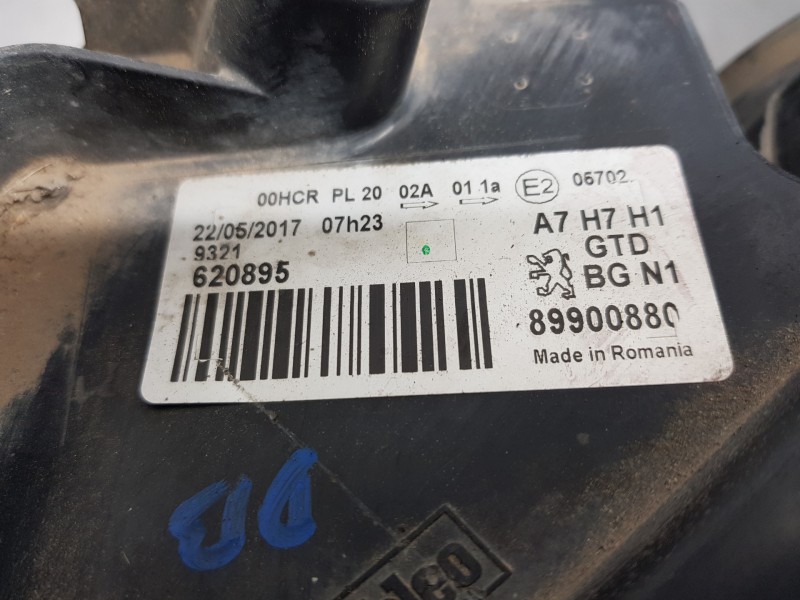 00HCR PL 20 02A 01 1a E2 06702
22/05/2017 07h23 A7 H7 H1
9321 GTD
620895 BG N1
89900880
Made in Romania